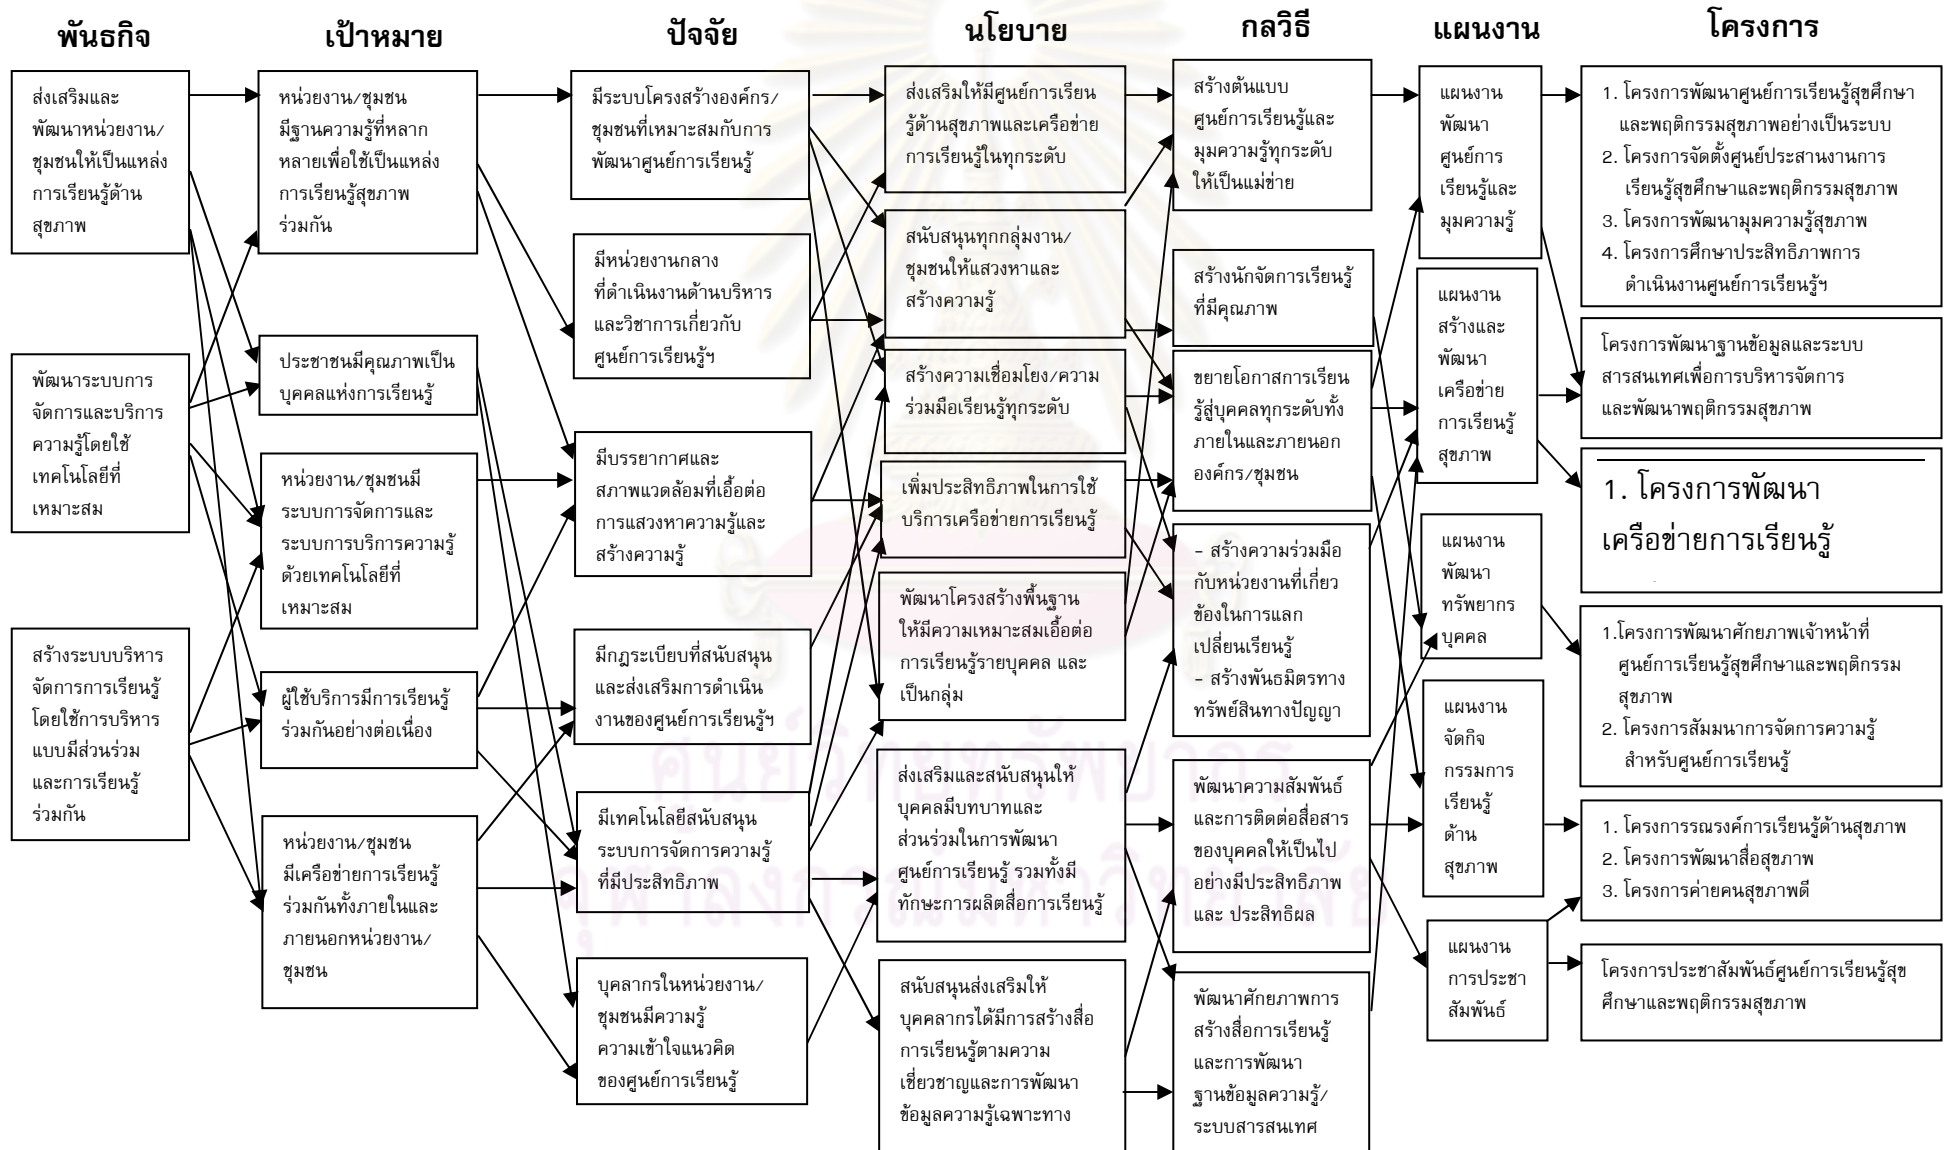 พันธกิจ
เป้าหมาย
ปัจจัย
นโยบาย
กลวิธี
แผนงาน
โครงการ
ส่งเสริมและ
พัฒนาหน่วยงาน/
ชุมชนให้เป็นแหล่ง
การเรียนรู้ด้าน
สุขภาพ
พัฒนาระบบการ
จัดการและบริการ
ความรู้โดยใช้
เทคโนโลยีที่
เหมาะสม
สร้างระบบบริหาร
จัดการการเรียนรู้
โดยใช้การบริหาร
แบบมีส่วนร่วม
และการเรียนรู้
ร่วมกัน
หน่วยงาน/ชุมชน
มีฐานความรู้ที่หลาก
หลายเพื่อใช้เป็นแหล่ง
การเรียนรู้สุขภาพ
ร่วมกัน
ประชาชนมีคุณภาพเป็น
บุคคลแห่งการเรียนรู้
หน่วยงาน/ชุมชนมี
ระบบการจัดการและ
ระบบการบริการความรู้
ด้วยเทคโนโลยีที่
เหมาะสม
ผู้ใช้บริการมีการเรียนรู้
ร่วมกันอย่างต่อเนื่อง
หน่วยงาน/ชุมชน
มีเครือข่ายการเรียนรู้
ร่วมกันทั้งภายในและ
ภายนอกหน่วยงาน/
ชุมชน
มีระบบโครงสร้างองค์กร/
ชุมชนที่เหมาะสมกับการ
พัฒนาศูนย์การเรียนรู้
มีหน่วยงานกลาง
ที่ดำเนินงานด้านบริหาร
และวิชาการเกี่ยวกับ
ศูนย์การเรียนรู้ฯ
มีบรรยากาศและ
สภาพแวดล้อมที่เอื้อต่อ
การแสวงหาความรู้และ
สร้างความรู้
มีกฎระเบียบที่สนับสนุน
และส่งเสริมการดำเนิน
งานของศูนย์การเรียนรู้ฯ
มีเทคโนโลยีสนับสนุน
ระบบการจัดการความรู้
ที่มีประสิทธิภาพ
บุคลากรในหน่วยงาน/
ชุมชนมีความรู้
ความเข้าใจแนวคิด
ของศูนย์การเรียนรู้
ส่งเสริมให้มีศูนย์การเรียน
รู้ด้านสุขภาพและเครือข่าย
การเรียนรู้ในทุกระดับ
สนับสนุนทุกกลุ่มงาน/
ชุมชนให้แสวงหาและ
สร้างความรู้
สร้างความเชื่อมโยง/ความ
ร่วมมือเรียนรู้ทุกระดับ
เพิ่มประสิทธิภาพในการใช้
บริการเครือข่ายการเรียนรู้
พัฒนาโครงสร้างพื้นฐาน
ให้มีความเหมาะสมเอื้อต่อ
การเรียนรู้รายบุคคล และ
เป็นกลุ่ม
ส่งเสริมและสนับสนุนให้
บุคคลมีบทบาทและ
ส่วนร่วมในการพัฒนา
ศูนย์การเรียนรู้ รวมทั้งมี
ทักษะการผลิตสื่อการเรียนรู้
สนับสนุนส่งเสริมให้
บุคคลากรได้มีการสร้างสื่อ
การเรียนรู้ตามความ
เชี่ยวชาญและการพัฒนา
ข้อมูลความรู้เฉพาะทาง
สร้างต้นแบบ
ศูนย์การเรียนรู้และ
มุมความรู้ทุกระดับ
ให้เป็นแม่ข่าย
สร้างนักจัดการเรียนรู้
ที่มีคุณภาพ
ขยายโอกาสการเรียน
รู้สู่บุคคลทุกระดับทั้ง
ภายในและภายนอก
องค์กร/ชุมชน
- สร้างความร่วมมือ
กับหน่วยงานที่เกี่ยว
ข้องในการแลก
เปลี่ยนเรียนรู้
- สร้างพันธมิตรทาง
ทรัพย์สินทางปัญญา
พัฒนาความสัมพันธ์
และการติดต่อสื่อสาร
ของบุคคลให้เป็นไป
อย่างมีประสิทธิภาพ
และ ประสิทธิผล
พัฒนาศักยภาพการ
สร้างสื่อการเรียนรู้
และการพัฒนา
ฐานข้อมูลความรู้/
ระบบสารสนเทศ
แผนงาน
พัฒนา
ศูนย์การ
เรียนรู้และ
มุมความรู้
แผนงาน
สร้างและ
พัฒนา
เครือข่าย
การเรียนรู้
สุขภาพ
แผนงาน
พัฒนา
ทรัพยากร
บุคคล
แผนงาน
จัดกิจ
กรรมการ
เรียนรู้
ด้าน
สุขภาพ
แผนงาน
การประชา
สัมพันธ์
1. โครงการพัฒนาศูนย์การเรียนรู้สุขศึกษา
และพฤติกรรมสุขภาพอย่างเป็นระบบ
2. โครงการจัดตั้งศูนย์ประสานงานการ
เรียนรู้สุขศึกษาและพฤติกรรมสุขภาพ
3. โครงการพัฒนามุมความรู้สุขภาพ
4. โครงการศึกษาประสิทธิภาพการ
ดำเนินงานศูนย์การเรียนรู้ฯ
โครงการพัฒนาฐานข้อมูลและระบบ
สารสนเทศเพื่อการบริหารจัดการ
และพัฒนาพฤติกรรมสุขภาพ
1. โครงการพัฒนา
เครือข่ายการเรียนรู้
1.โครงการพัฒนาศักยภาพเจ้าหน้าที่
ศูนย์การเรียนรู้สุขศึกษาและพฤติกรรม
สุขภาพ
2. โครงการสัมมนาการจัดการความรู้
สำหรับศูนย์การเรียนรู้
1. โครงการรณรงค์การเรียนรู้ด้านสุขภาพ
2. โครงการพัฒนาสื่อสุขภาพ
3. โครงการค่ายคนสุขภาพดี
โครงการประชาสัมพันธ์ศูนย์การเรียนรู้สุข
ศึกษาและพฤติกรรมสุขภาพ
ศูนย์วิทยทรัพยากร
จุฬาลงกรณ์มหาวิทยาลัย